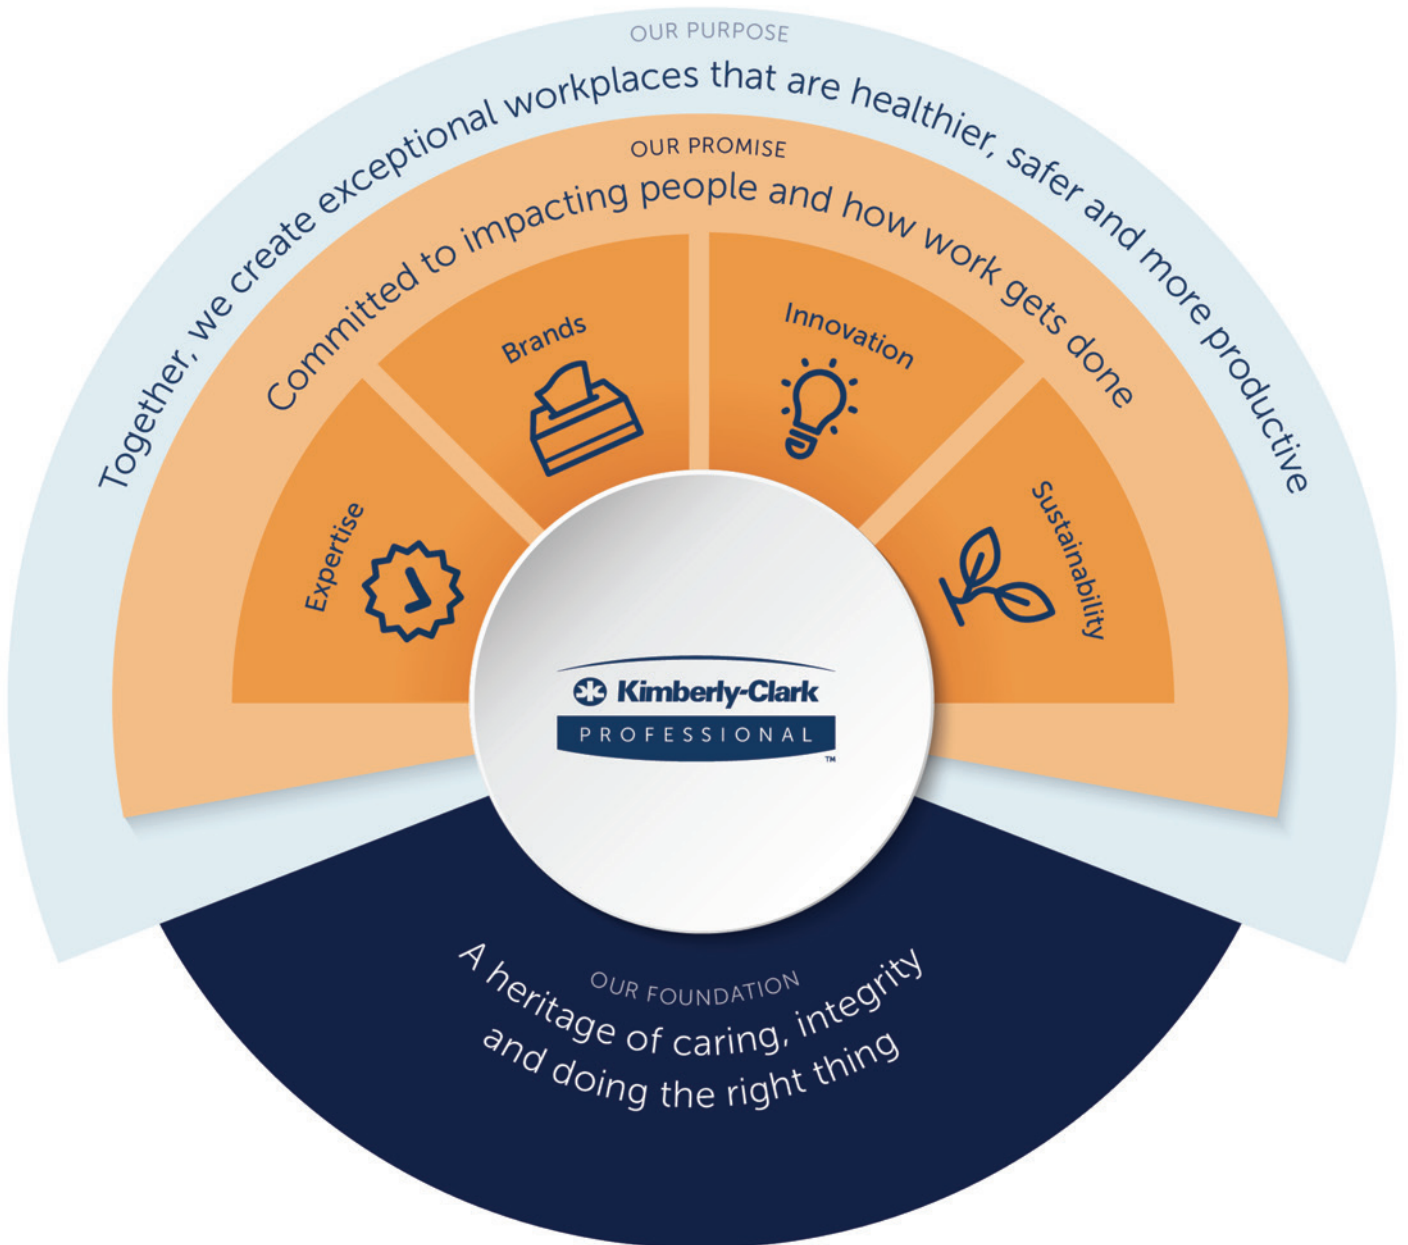 OUR PURPOSE
Together, we create exceptional workplaces that are healthier, safer and more productive
OUR PROMISE
Committed to impacting people and how work gets done
Expertise
Brands
Innovation
Sustainability
Kimberly-Clark
PROFESSIONAL
™
OUR FOUNDATION
A heritage of caring, integrity
and doing the right thing